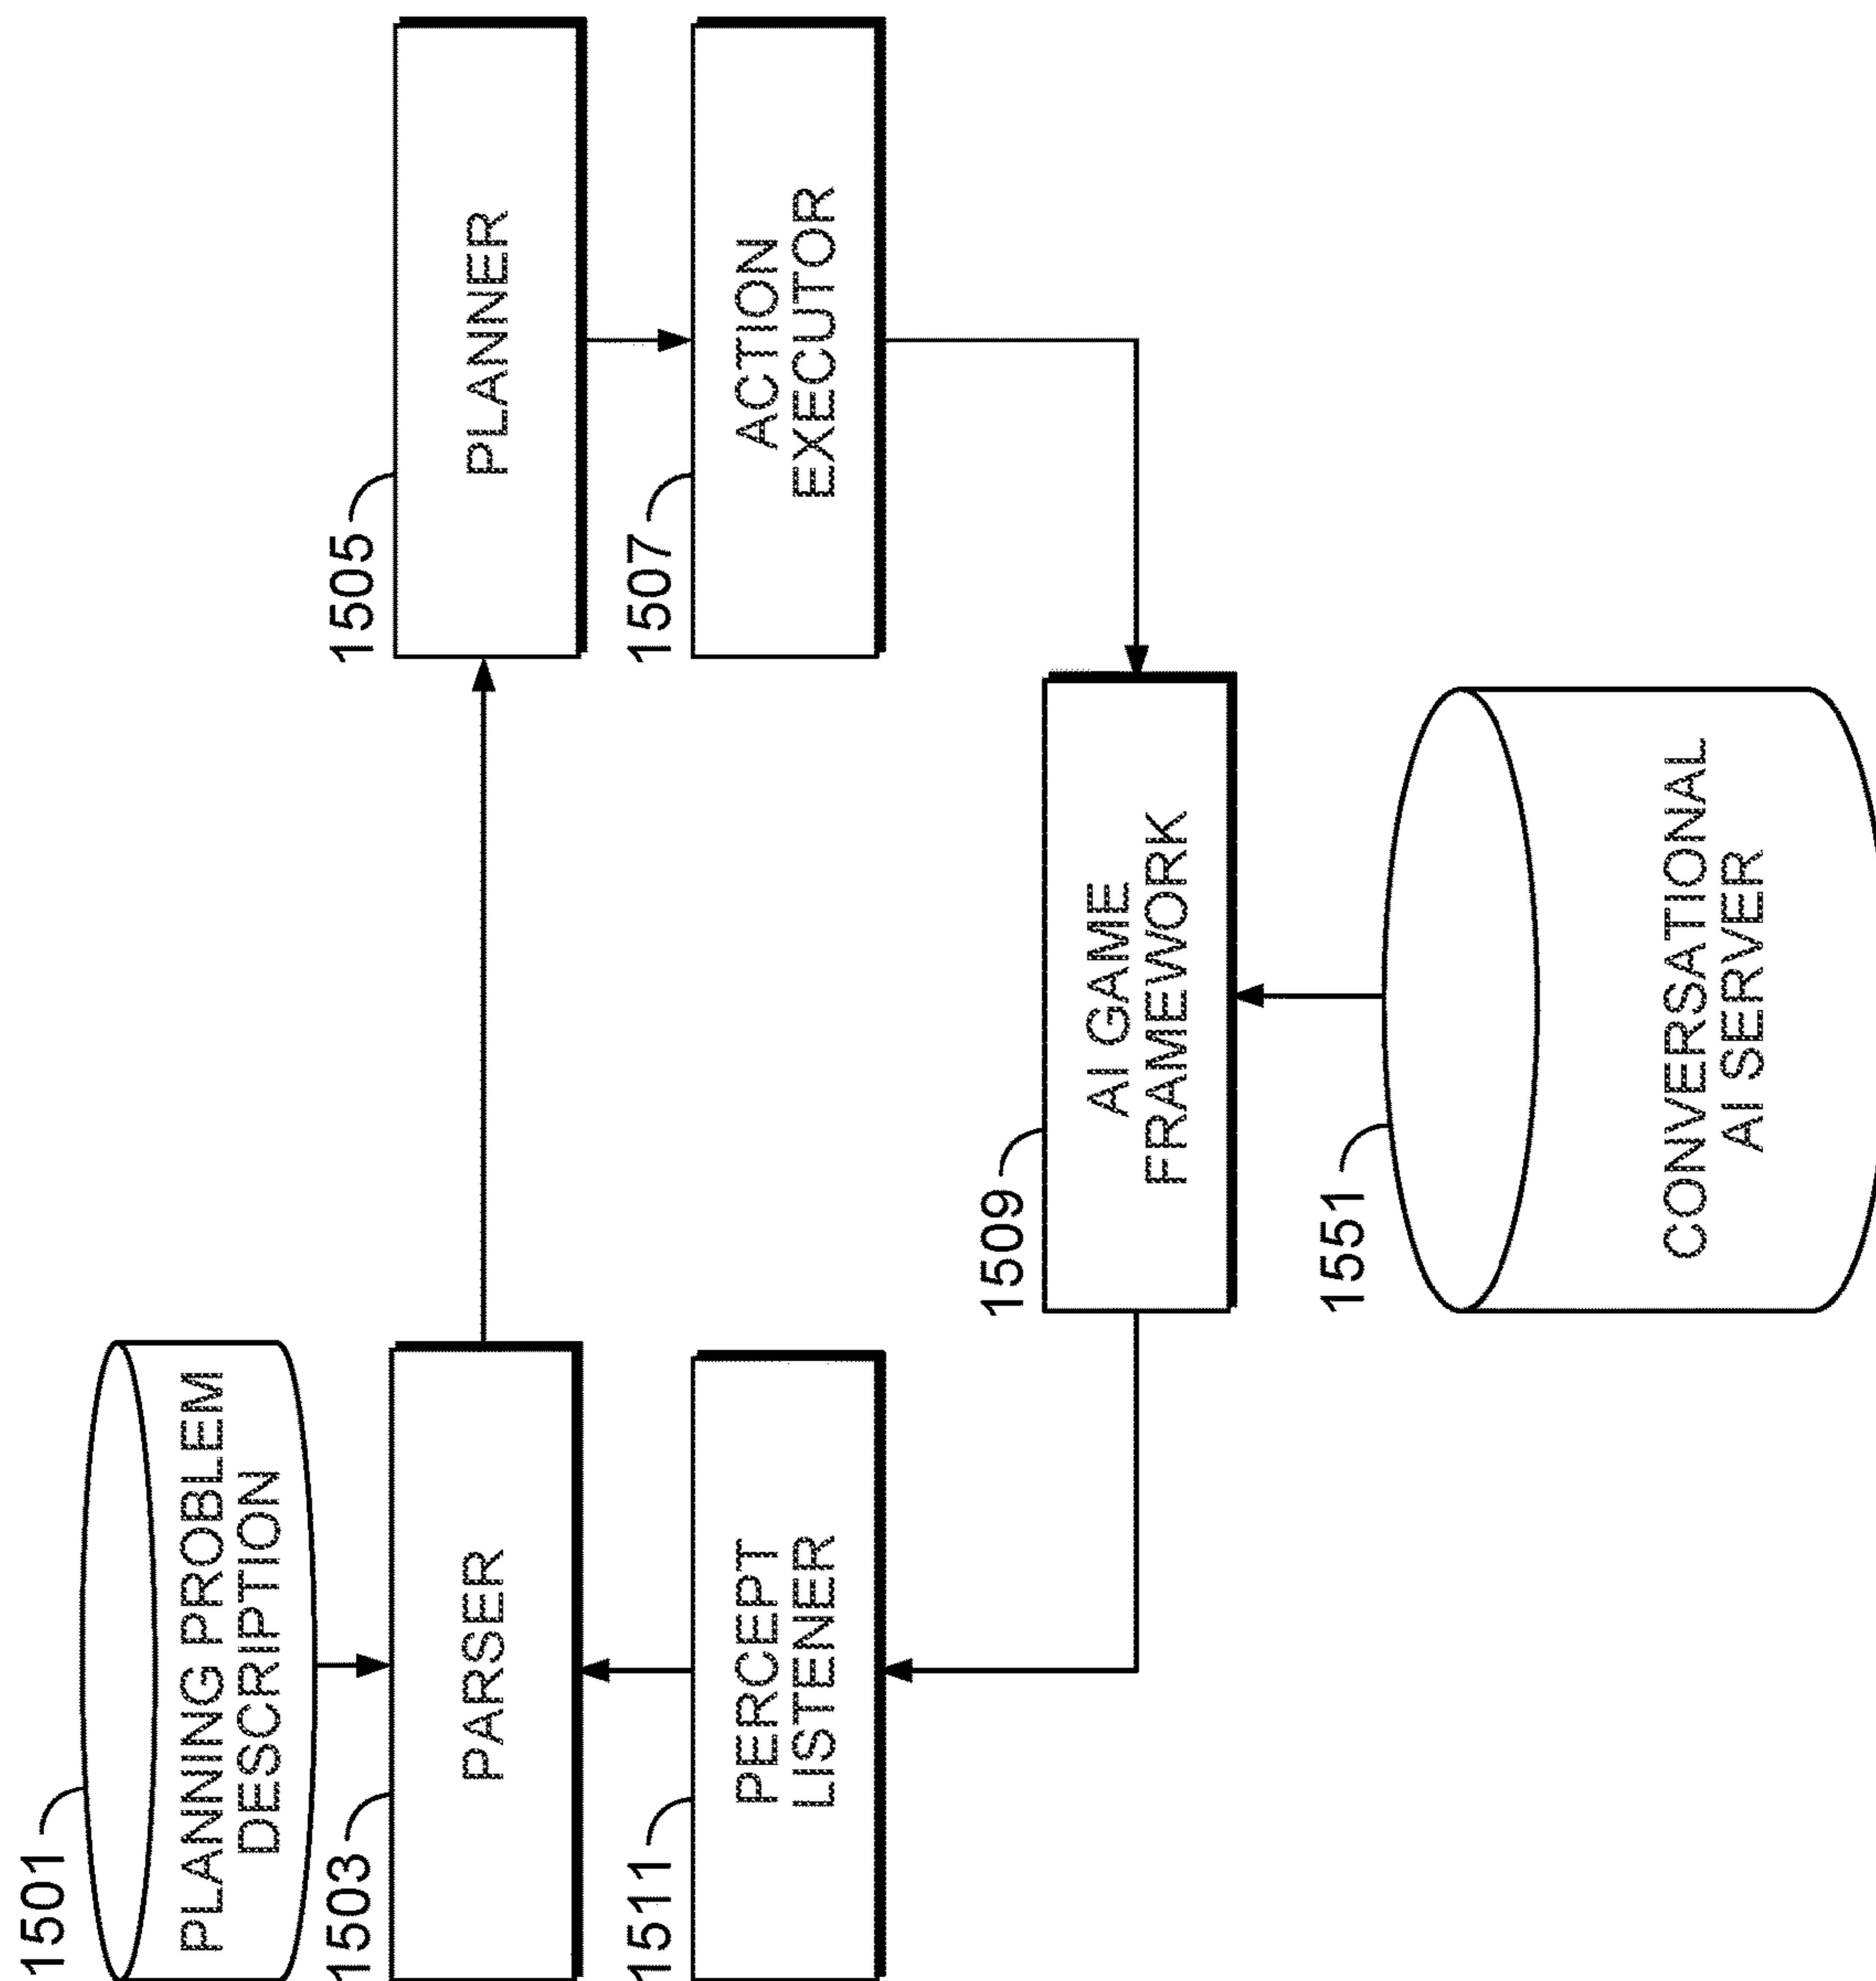 1501
PLANNING PROBLEM
DESCRIPTION
1503
PARSER
1511
PERCEPT
LISTENER
1505
PLANNER
1507
ACTION
EXECUTOR
1509
AI GAME
FRAMEWORK
1551
CONVERSATIONAL
AI SERVER